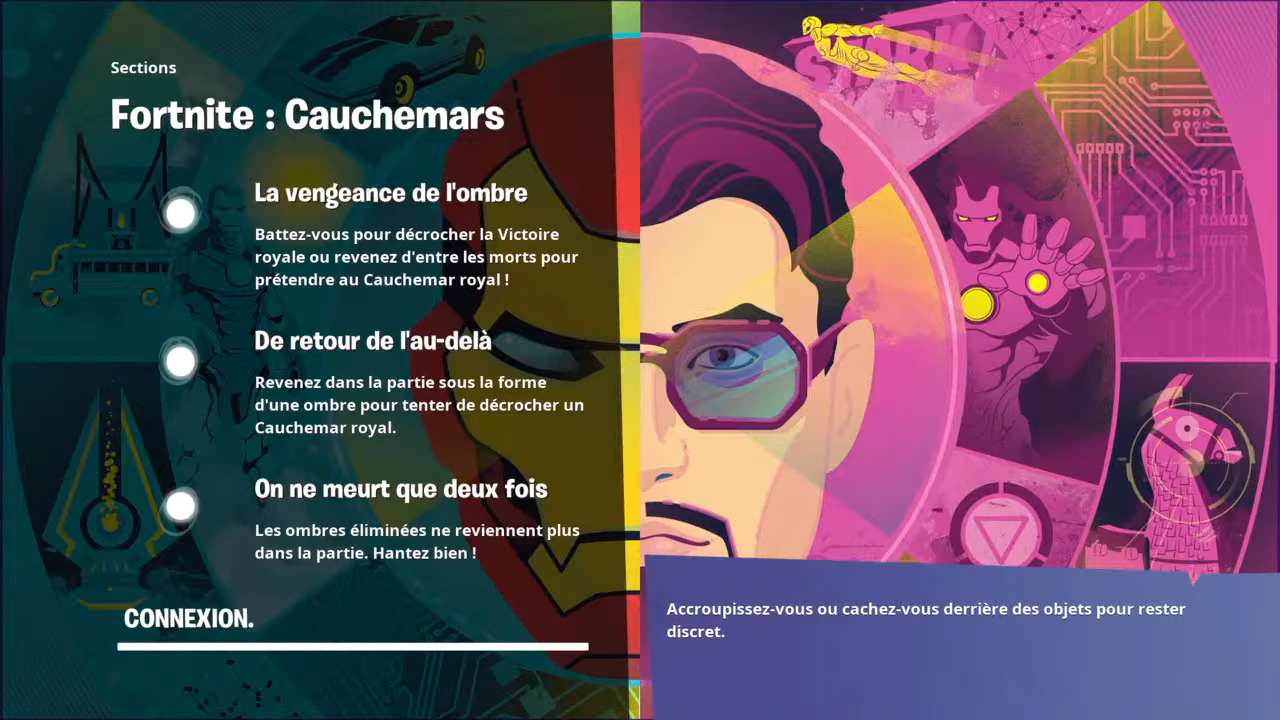 Sections
Fortnite : Cauchemars
La vengeance de l'ombre
Battez-vous pour décrocher la Victoire
royale ou revenez d'entre les morts pour
prétendre au Cauchemar royal !
De retour de l'au-delà
Revenez dans la partie sous la forme
d'une ombre pour tenter de décrocher un
Cauchemar royal.
On ne meurt que deux fois
Les ombres éliminées ne reviennent plus
dans la partie. Hantez bien !
CONNEXION.
STARK
Accroupissez-vous ou cachez-vous derrière des objets pour rester
discret.